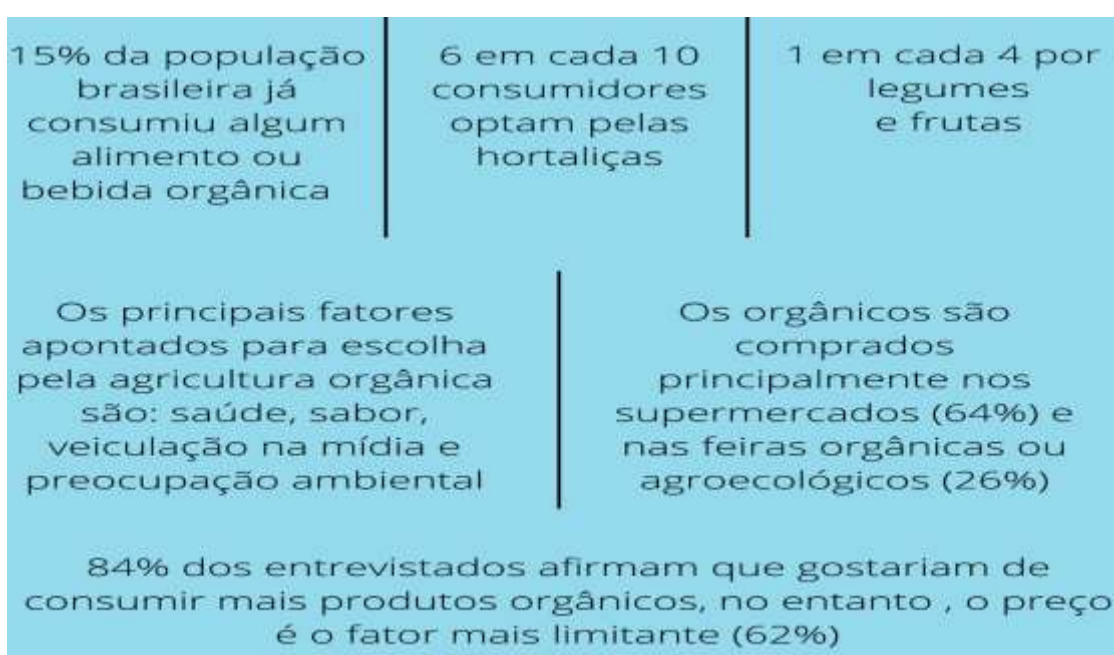 15% da população
brasileira já
consumiu algum
alimento ou
bebida orgânica
6 em cada 10
consumidores
optam pelas
hortaliças
1 em cada 4 por
legumes
e frutas
Os principais fatores
apontados para escolha
pela agricultura orgânica
são: saúde, sabor,
veiculação na mídia e
preocupação ambiental
Os orgânicos são
comprados
principalmente nos
supermercados (64%) e
nas feiras orgânicas ou
agroecológicos (26%)
84% dos entrevistados afirmam que gostariam de
consumir mais produtos orgânicos, no entanto , o preço
é o fator mais limitante (62%)